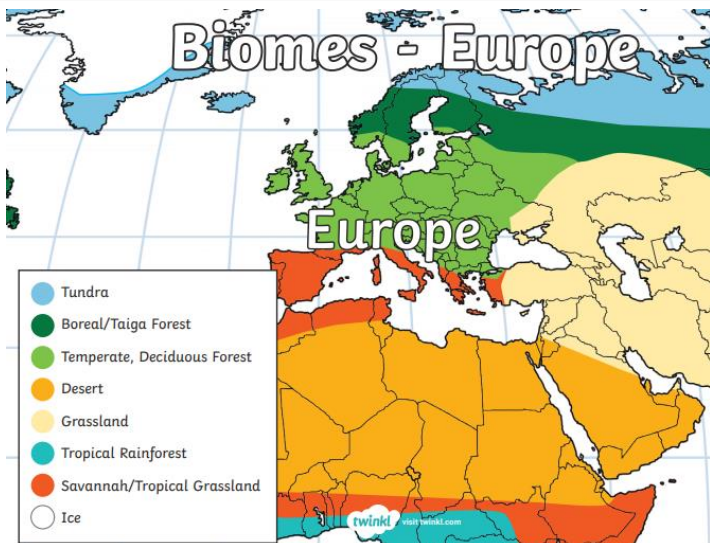 Biomes - Europe
Europe
Tundra
Boreal/Taiga Forest
Temperate, Deciduous Forest
Desert
Grassland
Tropical Rainforest
Savannah/Tropical Grassland
Ice
twinkl visit twinkl.com